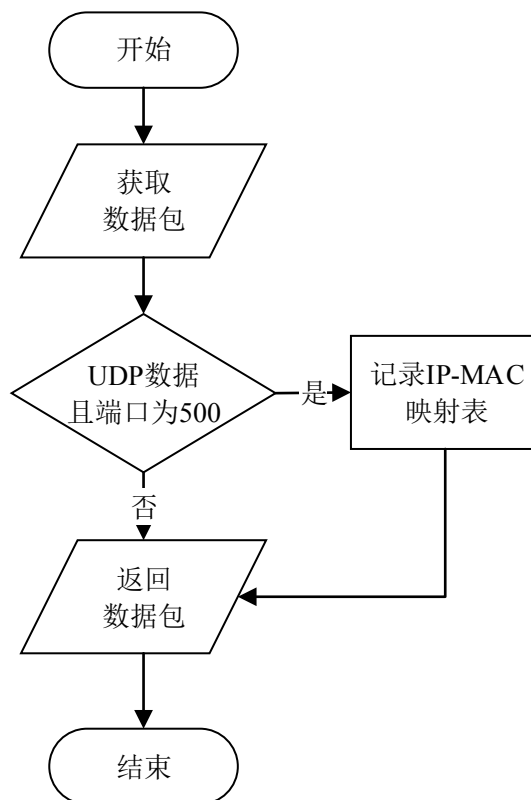 开始
获取
数据包
UDP数据
且端口为500
是
记录IP-MAC
映射表
否
返回
数据包
结束